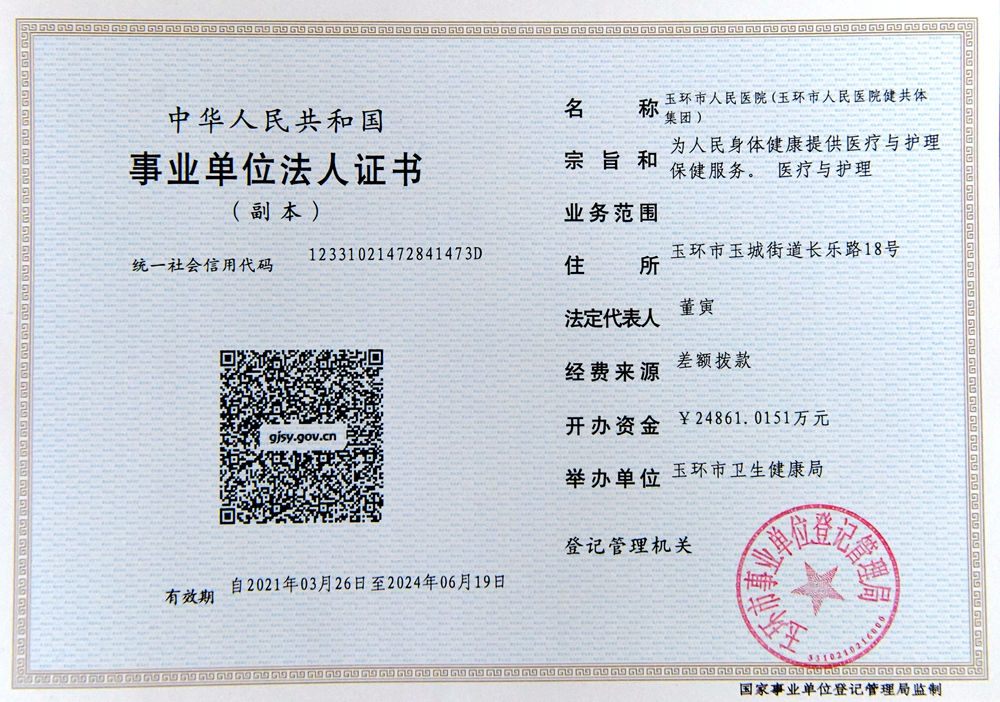 中华人民共和国
事业单位法人证书
（副本）
统一社会信用代码 12331021472841473D
gjsy.gov.cn
有效期 自2021年03月26日至2024年06月19日
名称 玉环市人民医院(玉环市人民医院健共体
集团)
宗旨和 为人民身体健康提供医疗与护理
保健服务。 医疗与护理
业务范围
住所 玉环市玉城街道长乐路18号
法定代表人 董寅
经费来源 差额拨款
开办资金 ￥24861.0151万元
举办单位 玉环市卫生健康局
登记管理机关
玉环市事业单位登记管理局
3310210216000
国家事业单位登记管理局监制